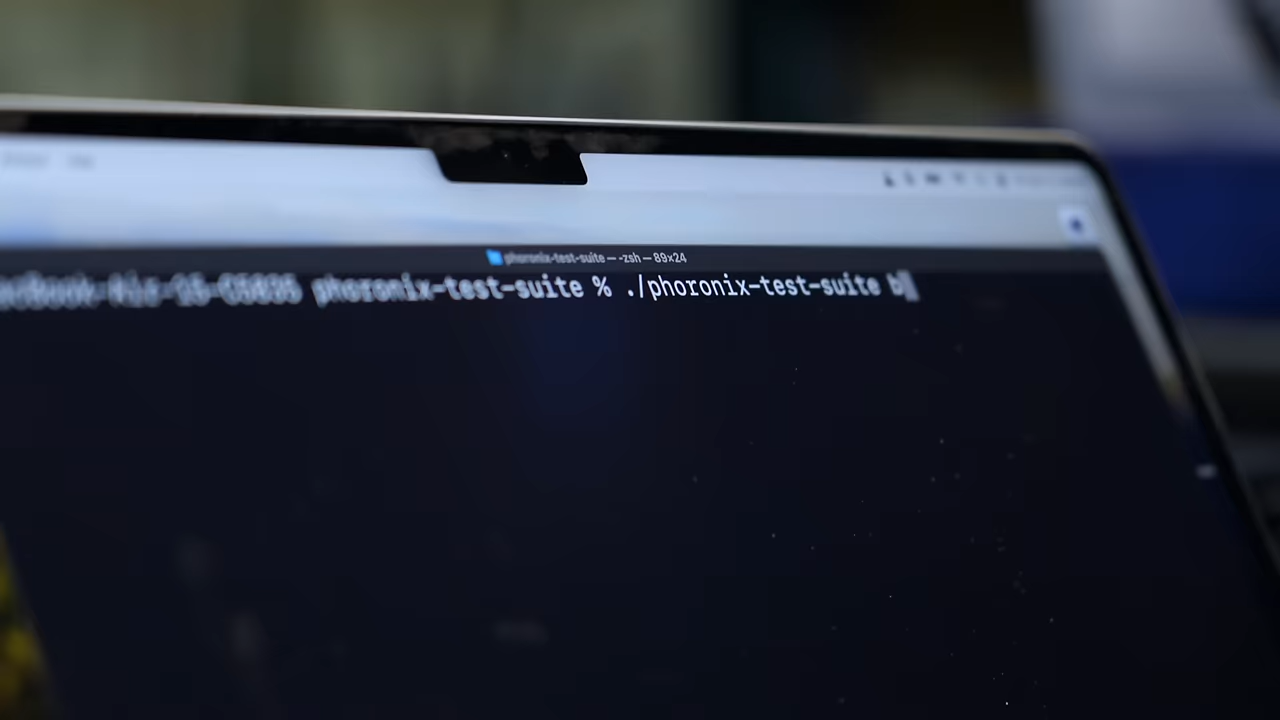 phoronix-test-suite — -zsh — 89×24
phoronix-test-suite % ./phoronix-test-suite b